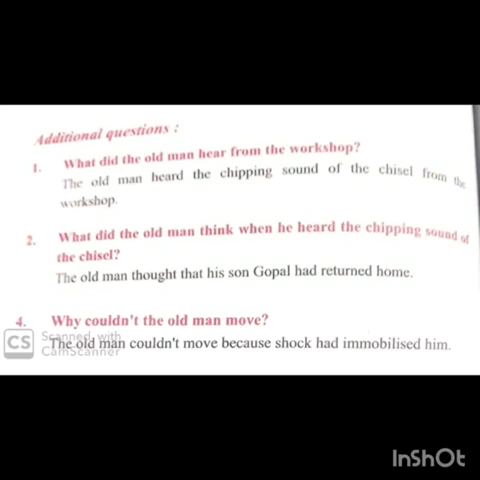 Additional questions :
1. What did the old man hear from the workshop?
The old man heard the chipping sound of the chisel from the
workshop.
2. What did the old man think when he heard the chipping sound of
the chisel?
The old man thought that his son Gopal had returned home.
4. Why couldn't the old man move?
The old man couldn't move because shock had immobilised him.
CS Scanned with
CamScanner
InShOt